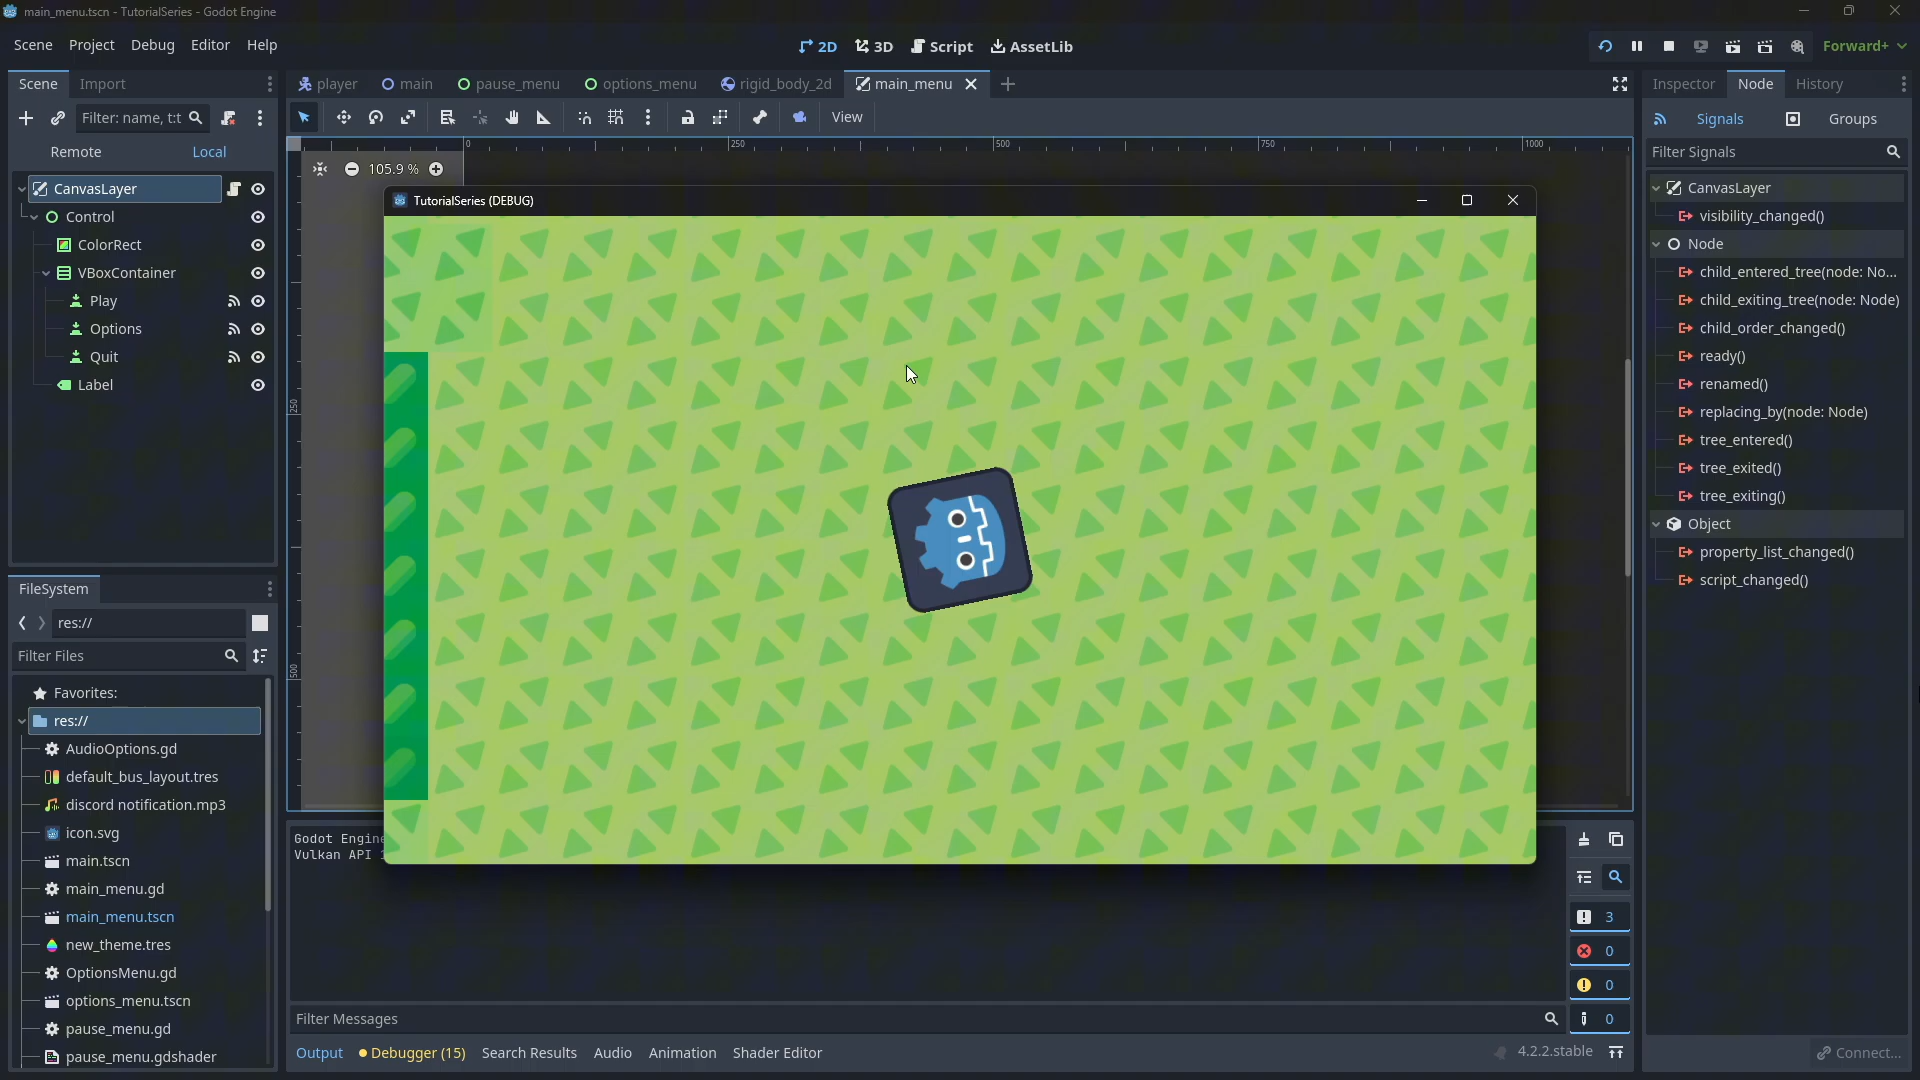 main_menu.tscn - TutorialSeries - Godot Engine
Scene Project Debug Editor Help
2D 3D Script AssetLib
Forward+
Scene Import
player main pause_menu options_menu rigid_body_2d main_menu
Inspector Node History
Filter: name, t:t
View
Signals Groups
Remote Local
Filter Signals
0 250 500 750 1000
105.9 %
CanvasLayer
Control
ColorRect
VBoxContainer
Play
Options
Quit
Label
TutorialSeries (DEBUG)
250
500
CanvasLayer
visibility_changed()
Node
child_entered_tree(node: No...
child_exiting_tree(node: Node)
child_order_changed()
ready()
renamed()
replacing_by(node: Node)
tree_entered()
tree_exited()
tree_exiting()
Object
property_list_changed()
script_changed()
FileSystem
res://
Filter Files
Favorites:
res://
AudioOptions.gd
default_bus_layout.tres
discord notification.mp3
icon.svg
main.tscn
main_menu.gd
main_menu.tscn
new_theme.tres
OptionsMenu.gd
options_menu.tscn
pause_menu.gd
pause_menu.gdshader
Godot Engine
Vulkan API
3
0
0
0
Filter Messages
Output Debugger (15) Search Results Audio Animation Shader Editor
4.2.2.stable
Connect...